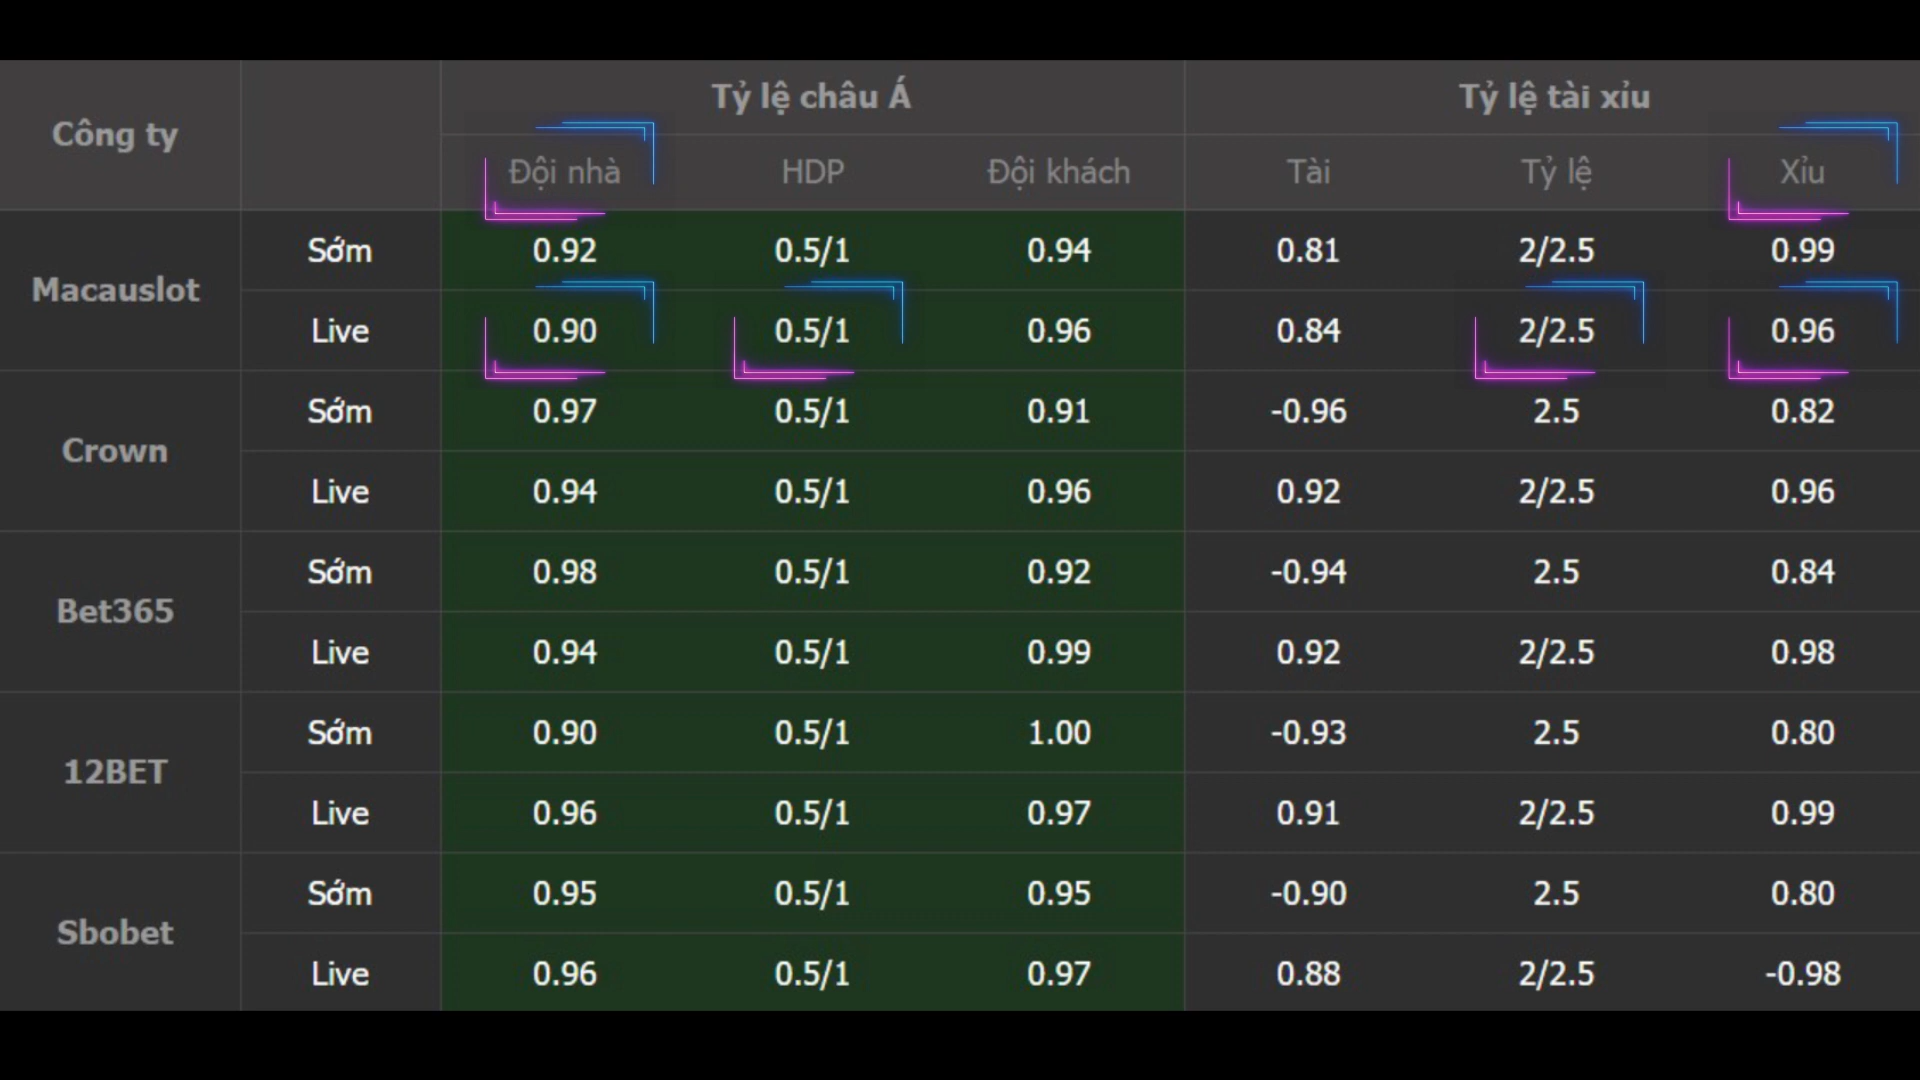 Công ty Tỷ lệ châu Á Tỷ lệ tài xỉu
Đội nhà HDP Đội khách Tài Tỷ lệ Xỉu
Macauslot
Sớm 0.92 0.5/1 0.94 0.81 2/2.5 0.99
Live 0.90 0.5/1 0.96 0.84 2/2.5 0.96
Crown
Sớm 0.97 0.5/1 0.91 -0.96 2.5 0.82
Live 0.94 0.5/1 0.96 0.92 2/2.5 0.96
Bet365
Sớm 0.98 0.5/1 0.92 -0.94 2.5 0.84
Live 0.94 0.5/1 0.99 0.92 2/2.5 0.98
12BET
Sớm 0.90 0.5/1 1.00 -0.93 2.5 0.80
Live 0.96 0.5/1 0.97 0.91 2/2.5 0.99
Sbobet
Sớm 0.95 0.5/1 0.95 -0.90 2.5 0.80
Live 0.96 0.5/1 0.97 0.88 2/2.5 -0.98